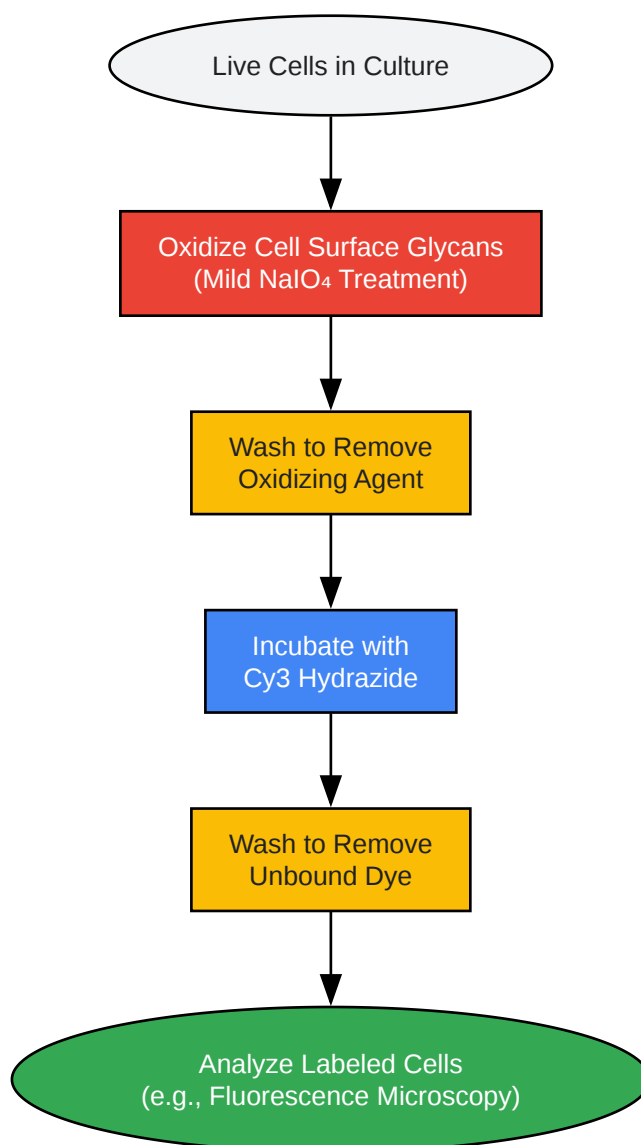 Live Cells in Culture
Oxidize Cell Surface Glycans
(Mild NaIO₄ Treatment)
Wash to Remove
Oxidizing Agent
Incubate with
Cy3 Hydrazide
Wash to Remove
Unbound Dye
Analyze Labeled Cells
(e.g., Fluorescence Microscopy)